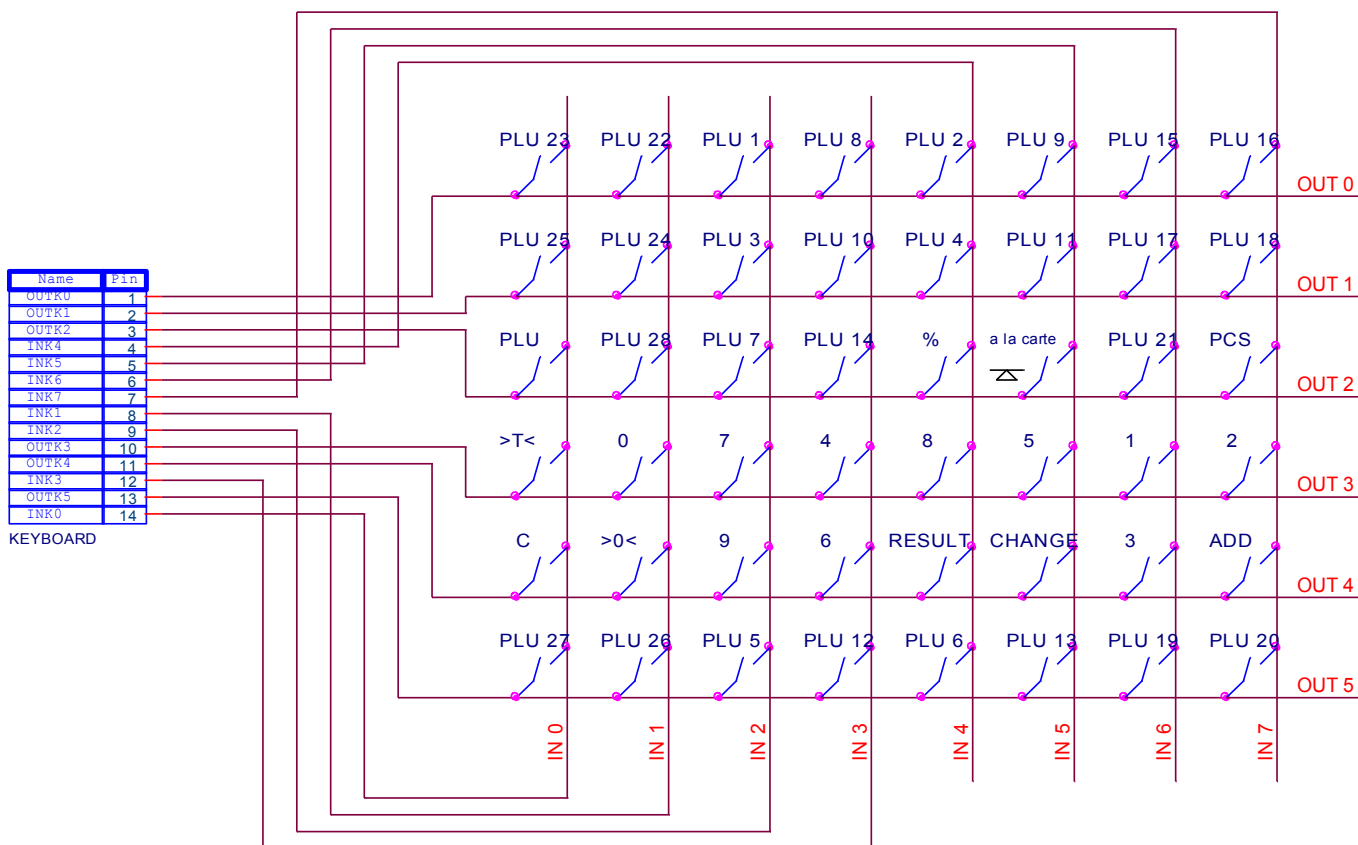 PLU 23 PLU 22 PLU 1 PLU 8 PLU 2 PLU 9 PLU 15 PLU 16
OUT 0
PLU 25 PLU 24 PLU 3 PLU 10 PLU 4 PLU 11 PLU 17 PLU 18
OUT 1
PLU PLU 28 PLU 7 PLU 14 % a la carte PLU 21 PCS
OUT 2
>T< 0 7 4 8 5 1 2
OUT 3
C >0< 9 6 RESULT CHANGE 3 ADD
OUT 4
PLU 27 PLU 26 PLU 5 PLU 12 PLU 6 PLU 13 PLU 19 PLU 20
OUT 5
IN 0 IN 1 IN 2 IN 3 IN 4 IN 5 IN 6 IN 7
Name Pin
OUTK0 1
OUTK1 2
OUTK2 3
INK4 4
INK5 5
INK6 6
INK7 7
INK1 8
INK2 9
OUTK3 10
OUTK4 11
INK3 12
OUTK5 13
INK0 14
KEYBOARD